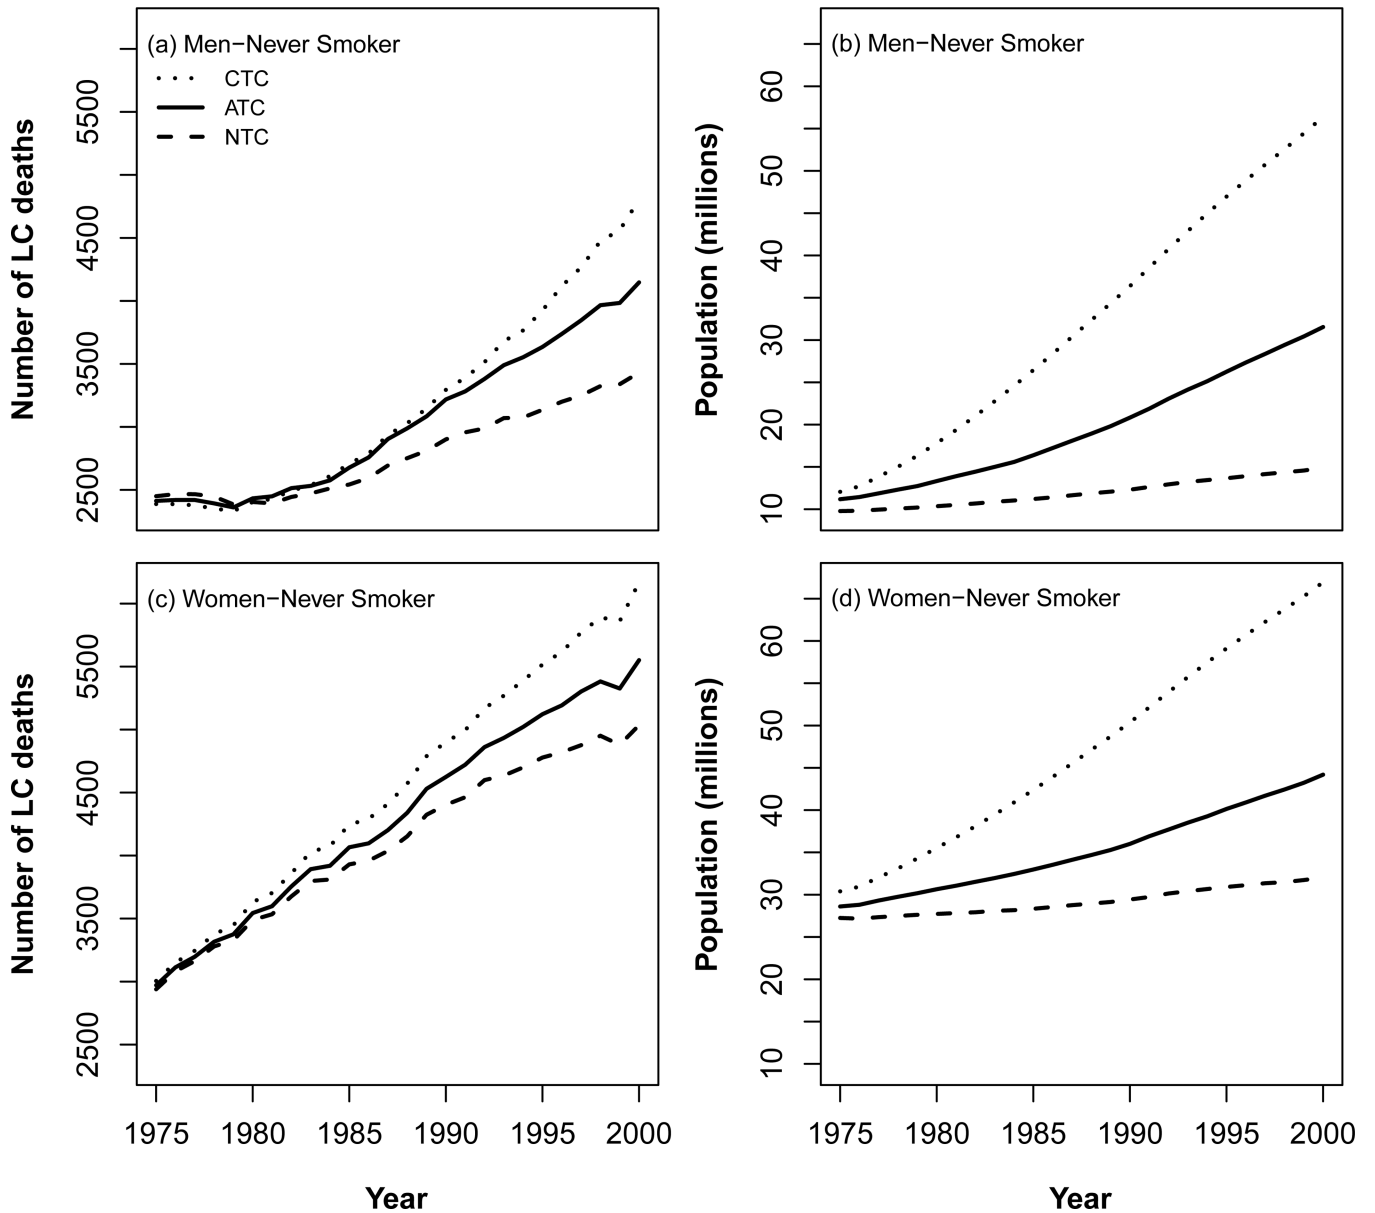 (a) Men−Never Smoker
CTC
ATC
NTC
Number of LC deaths
5500
4500
3500
2500
(b) Men−Never Smoker
Population (millions)
60
50
40
30
20
10
(c) Women−Never Smoker
Number of LC deaths
5500
4500
3500
2500
1975 1980 1985 1990 1995 2000
Year
(d) Women−Never Smoker
Population (millions)
60
50
40
30
20
10
1975 1980 1985 1990 1995 2000
Year